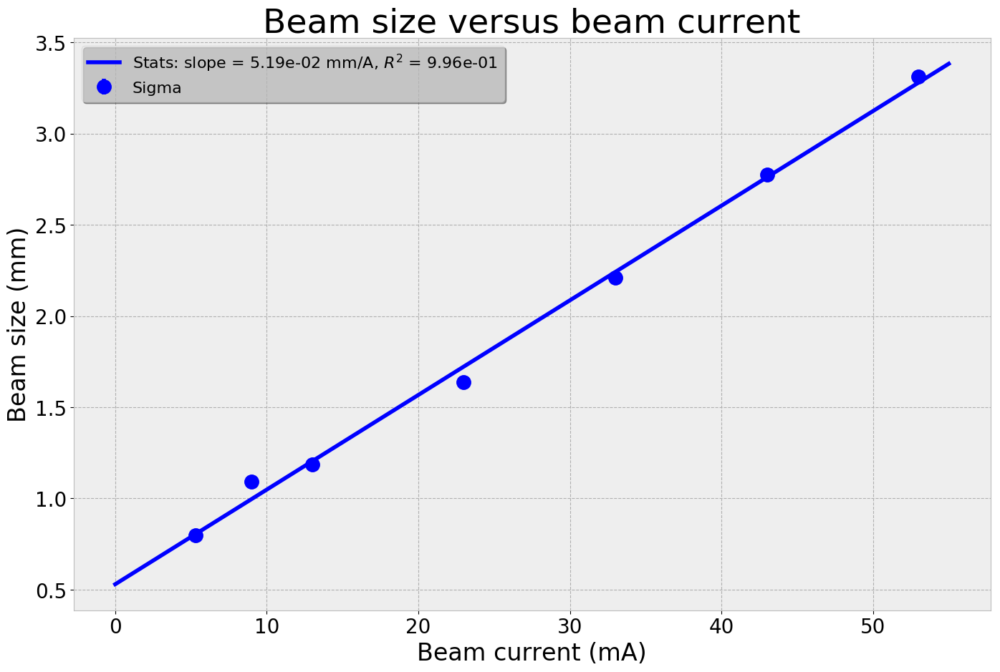 Beam size versus beam current
3.5
3.0
2.5
2.0
1.5
1.0
0.5
Beam size (mm)
Stats: slope = 5.19e-02 mm/A, R² = 9.96e-01
Sigma
0 10 20 30 40 50
Beam current (mA)